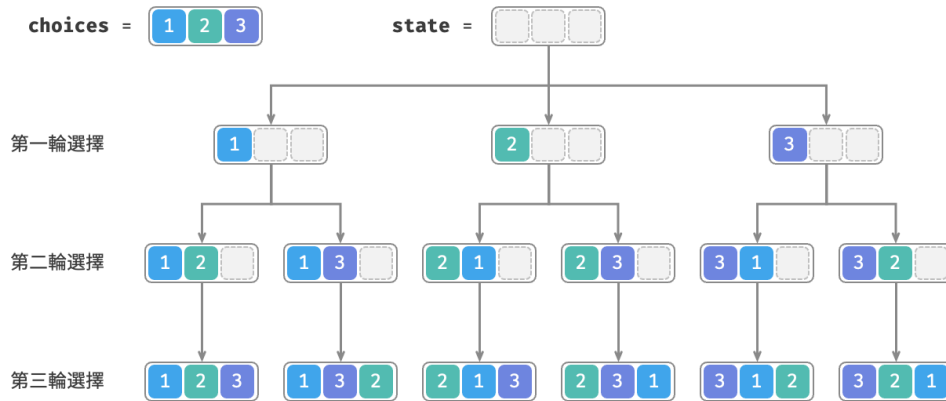 choices = 1 2 3 state =
第一輪選擇 1 2 3
第二輪選擇 1 2 1 3 2 1 2 3 3 1 3 2
第三輪選擇 1 2 3 1 3 2 2 1 3 2 3 1 3 1 2 3 2 1